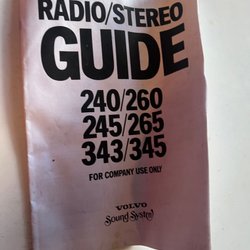 RADIO/STEREO
GUIDE
240/260
245/265
343/345
FOR COMPANY USE ONLY
VOLVO
Sound System